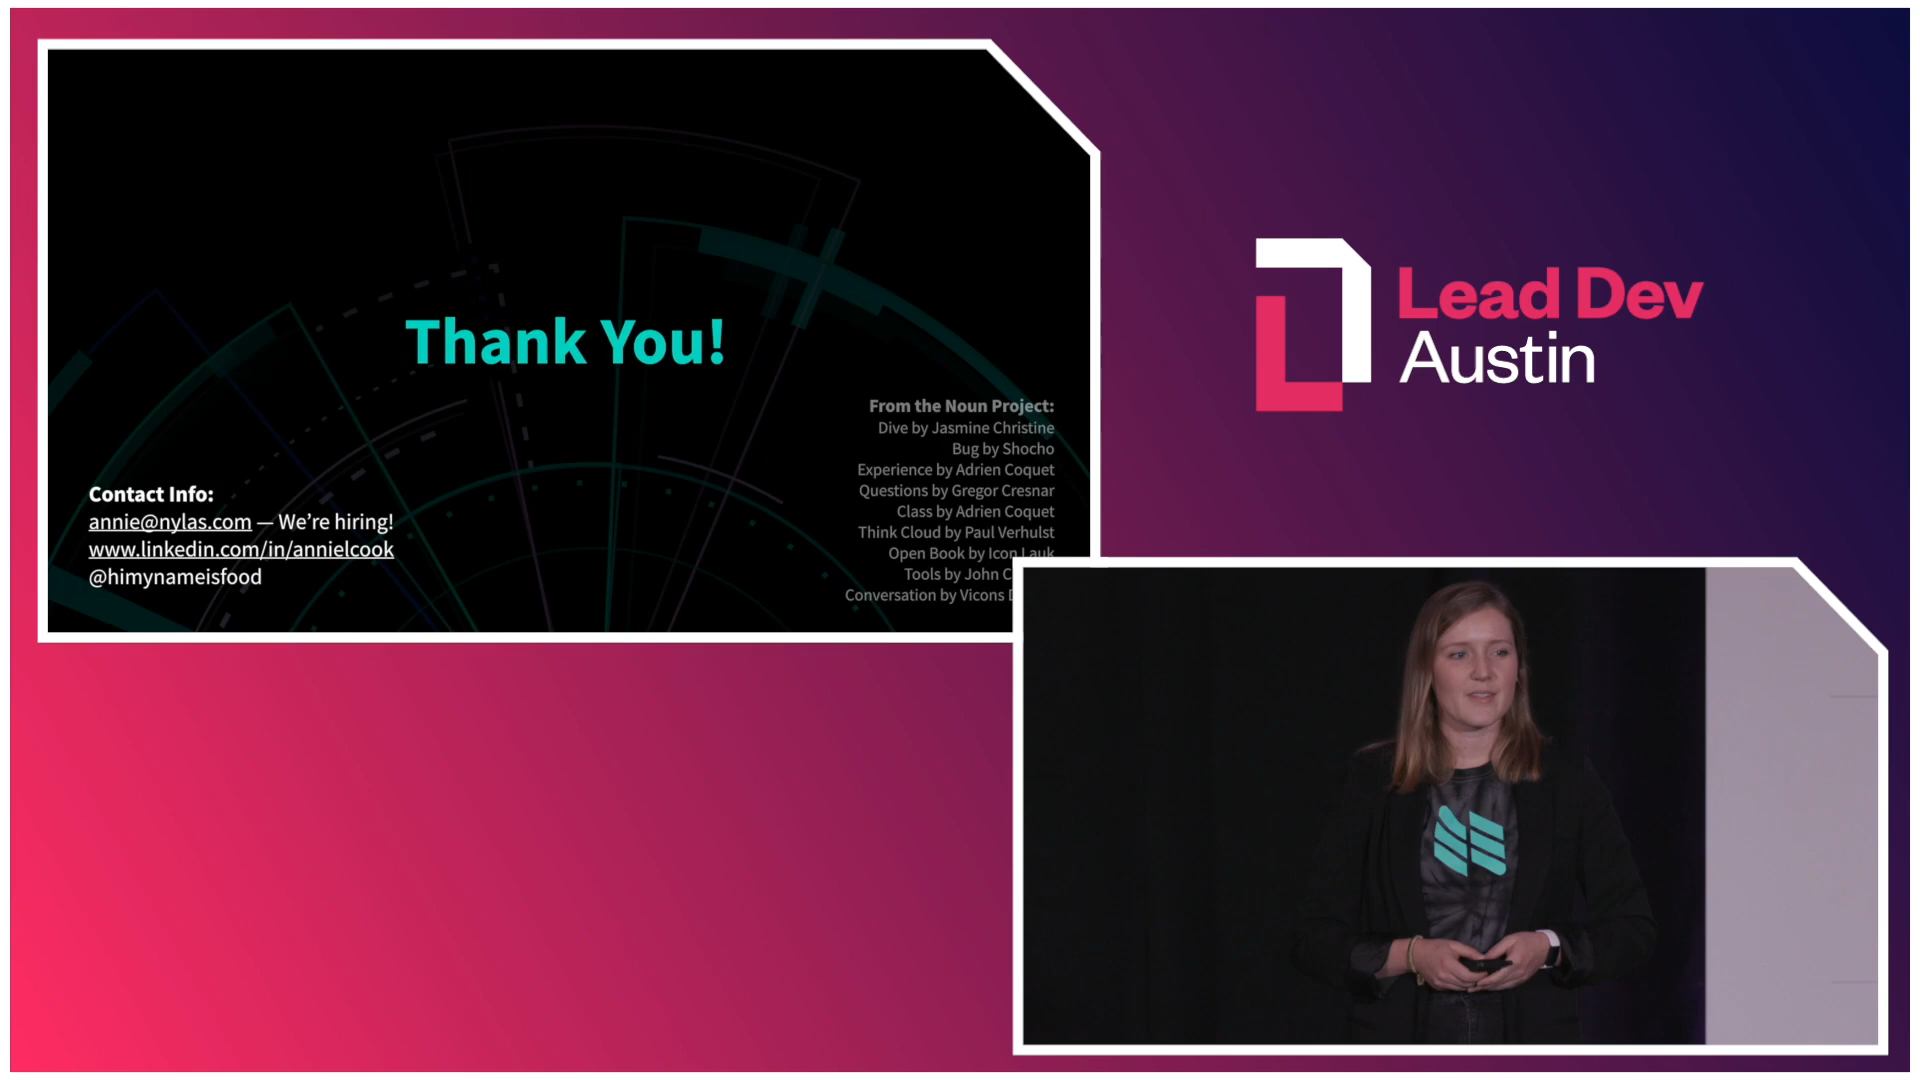 Thank You!
From the Noun Project:
Dive by Jasmine Christine
Bug by Shocho
Experience by Adrien Coquet
Questions by Gregor Cresnar
Class by Adrien Coquet
Think Cloud by Paul Verhulst
Open Book by Icon Lauk
Tools by John
Conversation by Vicons
Contact Info:
annie@nylas.com — We’re hiring!
www.linkedin.com/in/annielcook
@himynameisfood
Lead Dev
Austin